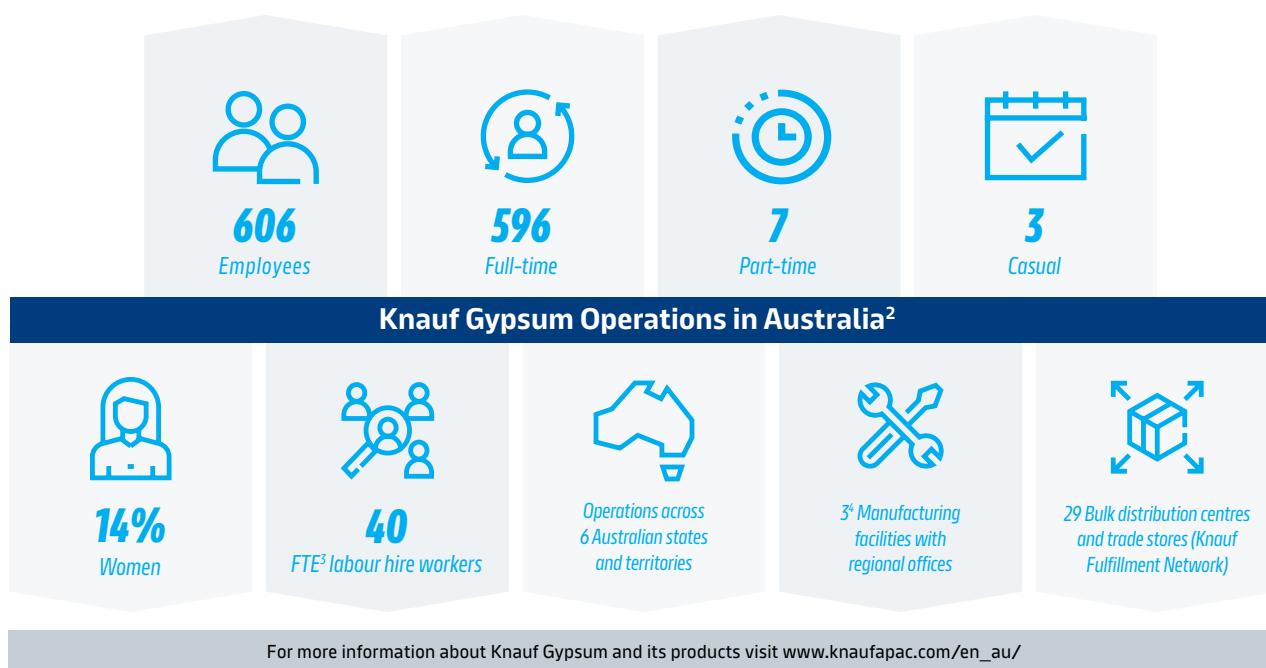 606
Employees
596
Full-time
7
Part-time
3
Casual
Knauf Gypsum Operations in Australia²
14%
Women
40
FTE³ labour hire workers
Operations across
6 Australian states
and territories
3⁴ Manufacturing
facilities with
regional offices
29 Bulk distribution centres
and trade stores (Knauf
Fulfillment Network)
For more information about Knauf Gypsum and its products visit www.knaufapac.com/en_au/